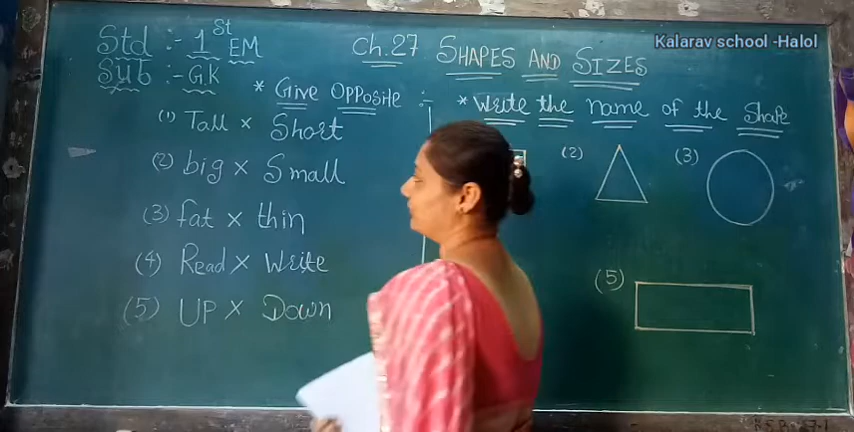 Std :- 1st EM
Sub :- GK
Ch.27 SHAPES AND SIZES
Kalarav school -Halol
* Give OPPosite :-
(1) Tall × Short
(2) big × Small
(3) fat × thin
(4) Read × Write
(5) UP × Down
* Write the name of the Shape
(2)
(3)
(5)